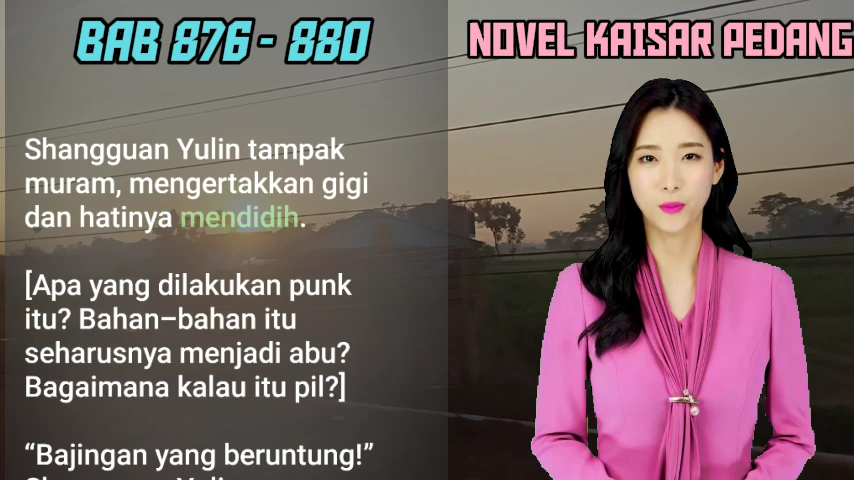 BAB 876 - 880
NOVEL KAISAR PEDANG
Shangguan Yulin tampak
muram, mengertakkan gigi
dan hatinya mendidih.
[Apa yang dilakukan punk
itu? Bahan–bahan itu
seharusnya menjadi abu?
Bagaimana kalau itu pil?]
“Bajingan yang beruntung!”